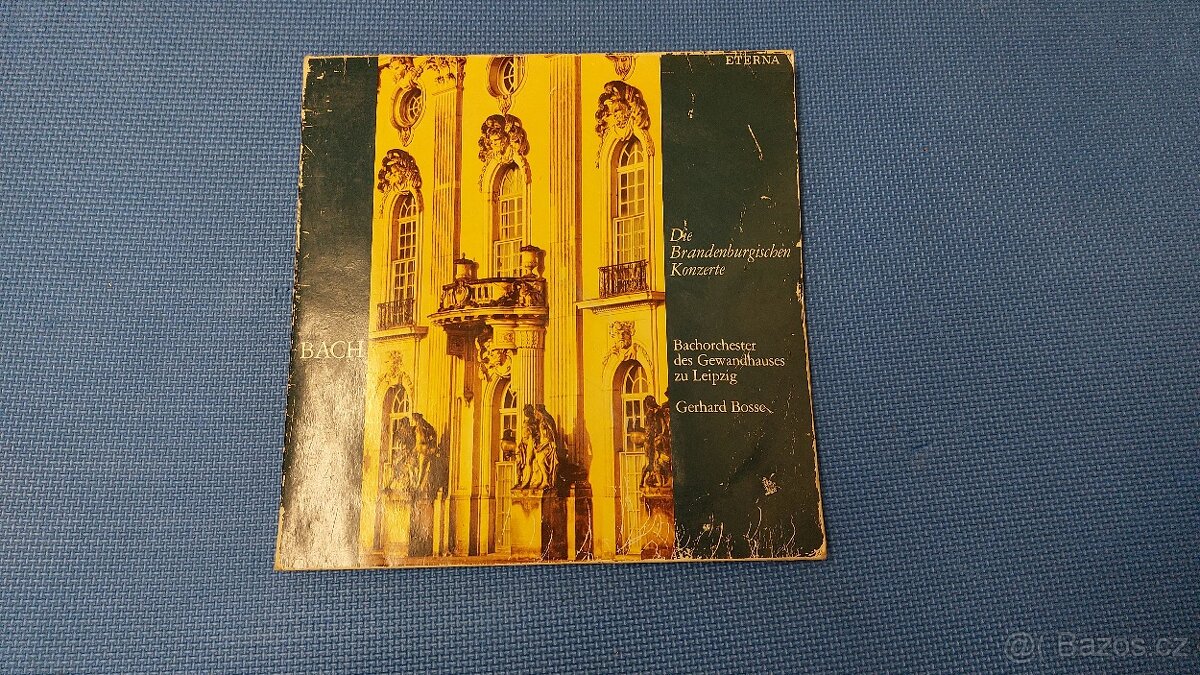 ETERNA
BACH
Die
Brandenburgischen
Konzerte
Bachorchester
des Gewandhauses
zu Leipzig
Gerhard Bosse
@( Bazos.cz